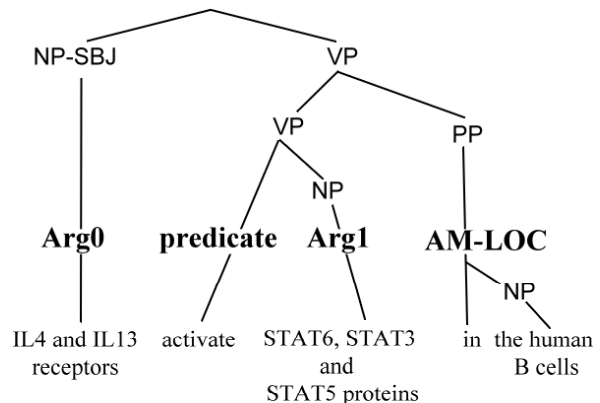 NP-SBJ VP
VP PP
NP
Arg0 predicate Arg1 AM-LOC
NP
IL4 and IL13 receptors
activate
STAT6, STAT3
and
STAT5 proteins
in
the human
B cells